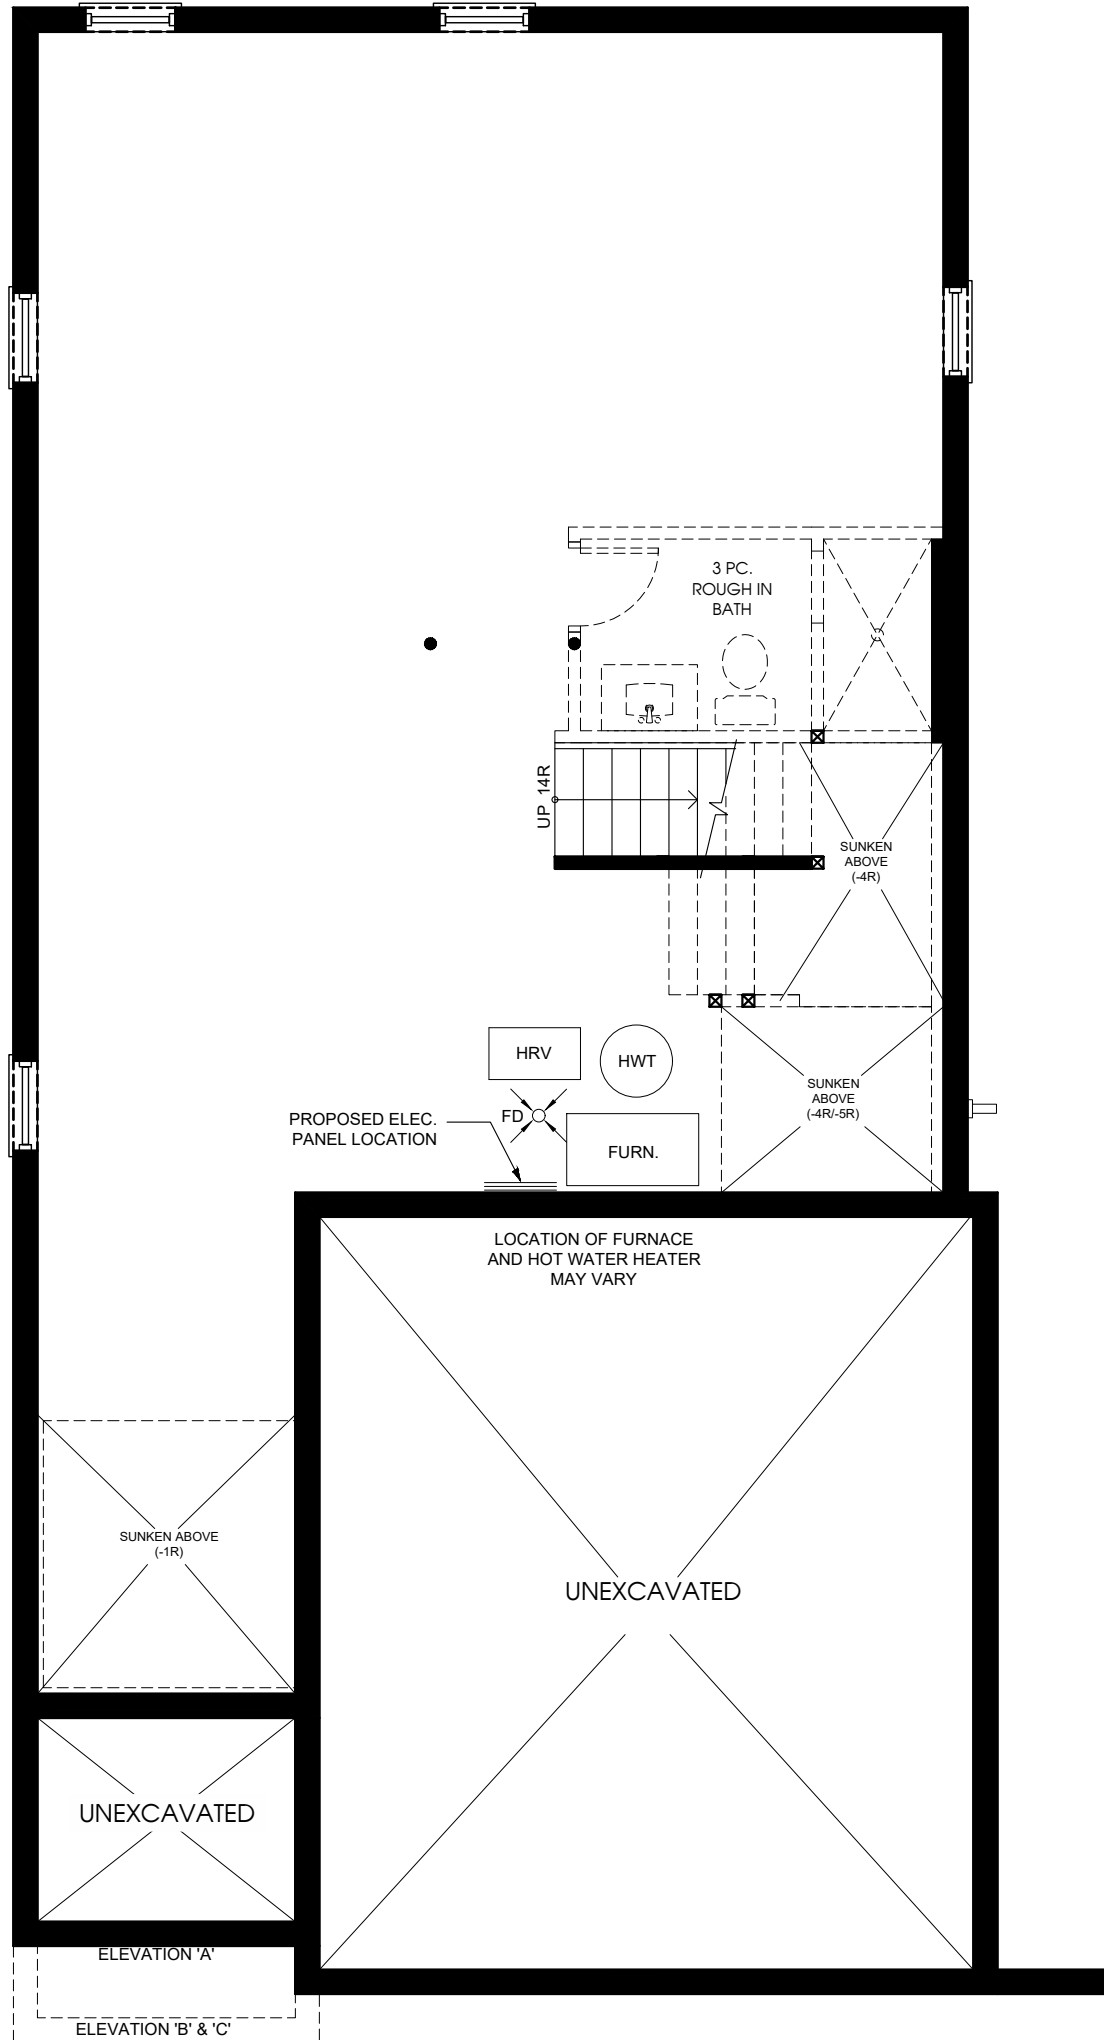 3 PC.
ROUGH IN
BATH
UP 14R
SUNKEN
ABOVE
(-4R)
HRV
HWT
SUNKEN
ABOVE
(-4R/-5R)
FD
PROPOSED ELEC.
PANEL LOCATION
FURN.
LOCATION OF FURNACE
AND HOT WATER HEATER
MAY VARY
SUNKEN ABOVE
(-1R)
UNEXCAVATED
UNEXCAVATED
ELEVATION 'A'
ELEVATION 'B' & 'C'